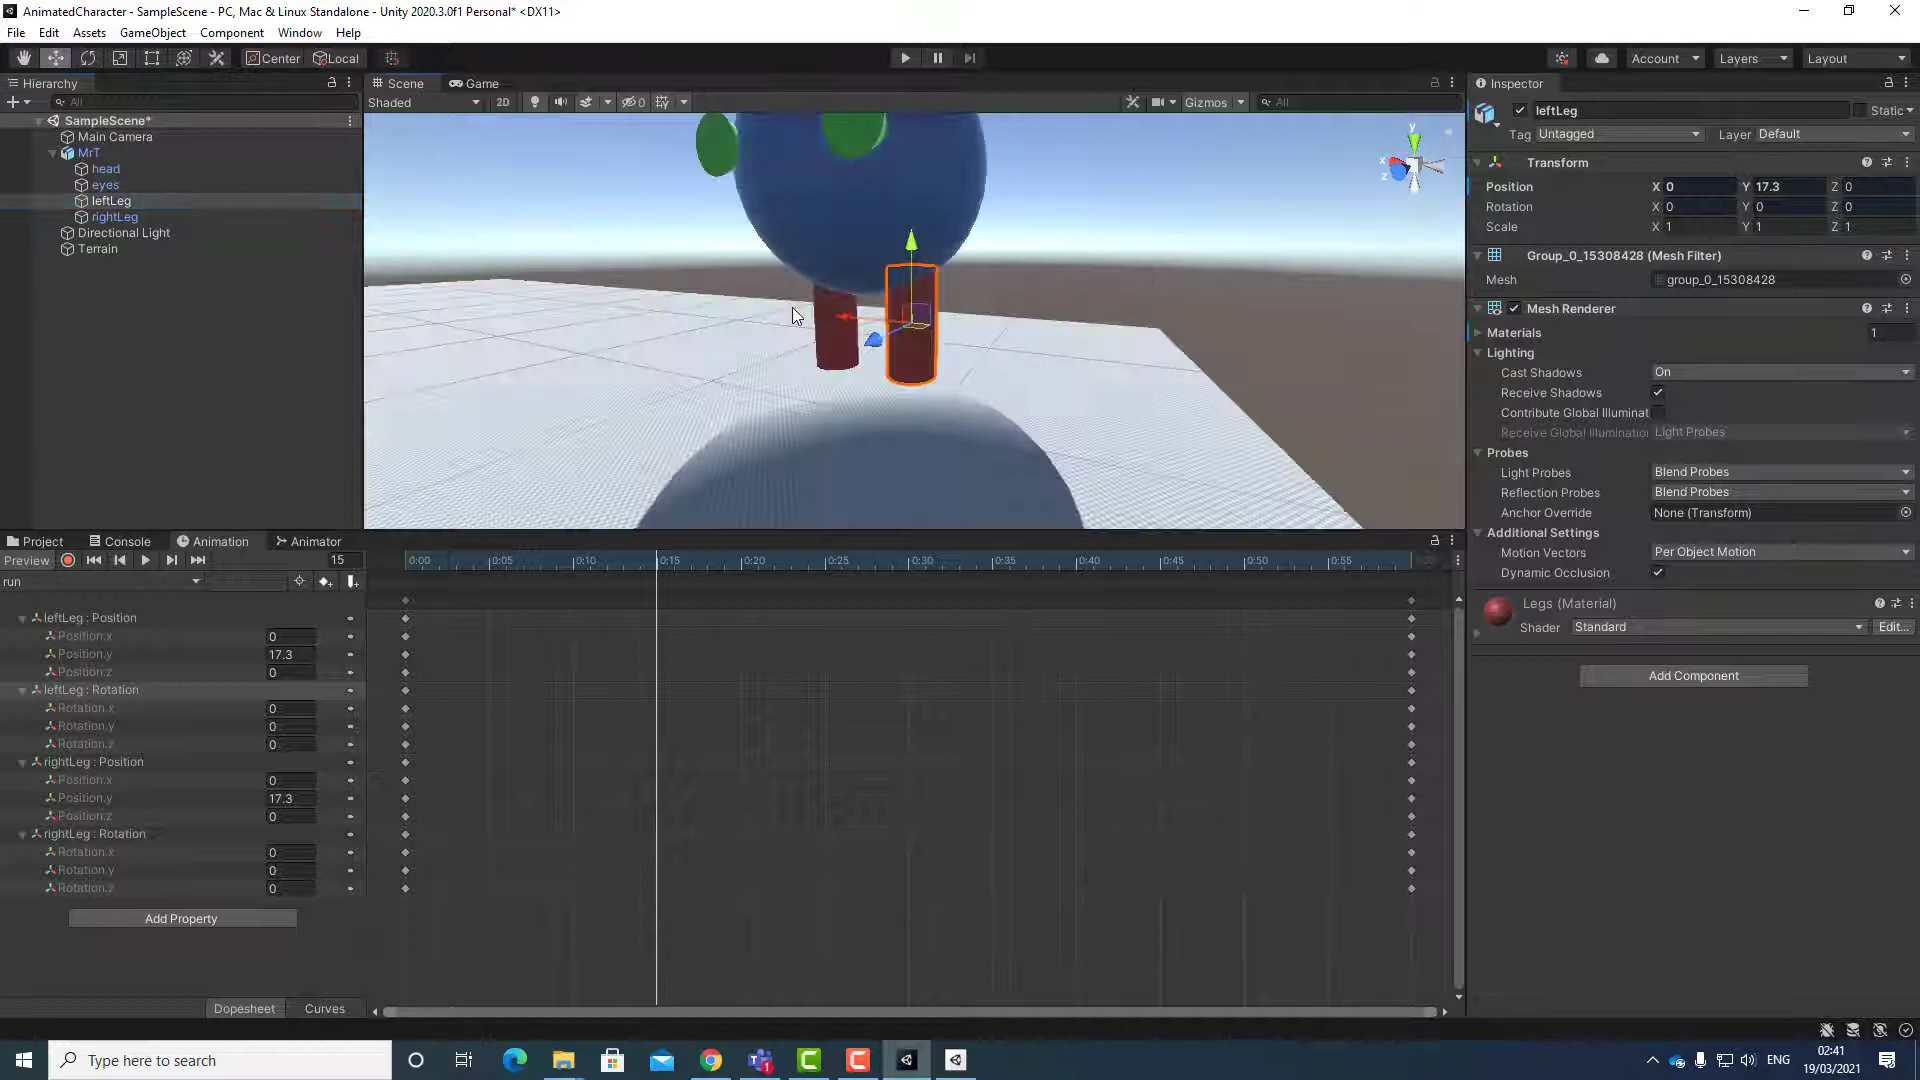 AnimatedCharacter - SampleScene - PC, Mac & Linux Standalone - Unity 2020.3.0f1 Personal* <DX11>
File Edit Assets GameObject Component Window Help
Center Local Account Layers Layout
Hierarchy
All
SampleScene*
Main Camera
MrT
head
eyes
leftLeg
rightLeg
Directional Light
Terrain
Scene Game
Shaded 2D 0 Gizmos All
y
x
z
Inspector
leftLeg Static
Tag Untagged Layer Default
Transform
Position X 0 Y 17.3 Z 0
Rotation X 0 Y 0 Z 0
Scale X 1 Y 1 Z 1
Group_0_15308428 (Mesh Filter)
Mesh group_0_15308428
Mesh Renderer
Materials 1
Lighting
Cast Shadows On
Receive Shadows
Contribute Global Illuminat
Receive Global Illumination Light Probes
Probes
Light Probes Blend Probes
Reflection Probes Blend Probes
Anchor Override None (Transform)
Additional Settings
Motion Vectors Per Object Motion
Dynamic Occlusion
Legs (Material)
Shader Standard Edit...
Add Component
Project Console Animation Animator
Preview 15
0:00 0:05 0:10 0:15 0:20 0:25 0:30 0:35 0:40 0:45 0:50 0:55
run
leftLeg : Position
Position.x 0
Position.y 17.3
Position.z 0
leftLeg : Rotation
Rotation.x 0
Rotation.y 0
Rotation.z 0
rightLeg : Position
Position.x 0
Position.y 17.3
Position.z 0
rightLeg : Rotation
Rotation.x 0
Rotation.y 0
Rotation.z 0
Add Property
Dopesheet Curves
Type here to search
ENG
02:41
19/03/2021